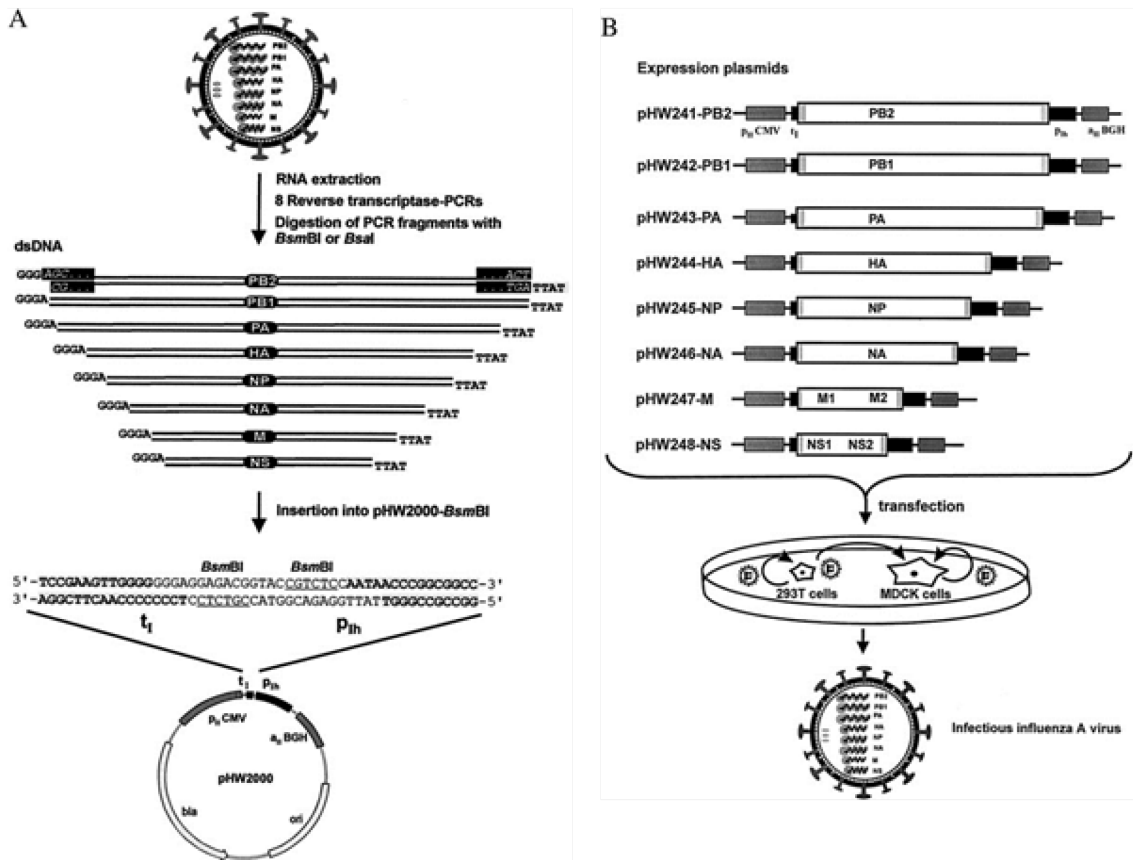 A
PB2
PB1
PA
HA
NP
NA
M
NS
RNA extraction
8 Reverse transcriptase-PCRs
Digestion of PCR fragments with
BsmBI or BsaI
dsDNA
GGGAGC... ...ACT
CG... PB2 ...TGATTAT
GGGA PB1 TTAT
GGGA PA TTAT
GGGA HA TTAT
GGGA NP TTAT
GGGA NA TTAT
GGGA M TTAT
GGGA NS TTAT
Insertion into pHW2000-BsmBI
BsmBI BsmBI
5'-TCCGAAGTTGGGGGGGAGGAGACGGTACCGTCTCCAATAACCCGGCGGCC-3'
3'-AGGCTTCAACCCCCCCTCCTCTGCCATGGCAGAGGTTATTGGGCCGCCGG-5'
tI pIh
tI pIh
pII CMV
aII BGH
pHW2000
bla
ori
B
Expression plasmids
pHW241-PB2 PB2
pII CMV tI pIh aII BGH
pHW242-PB1 PB1
pHW243-PA PA
pHW244-HA HA
pHW245-NP NP
pHW246-NA NA
pHW247-M M1 M2
pHW248-NS NS1 NS2
transfection
293T cells MDCK cells
PB2
PB1
PA
HA
NP
NA
M
NS
Infectious influenza A virus